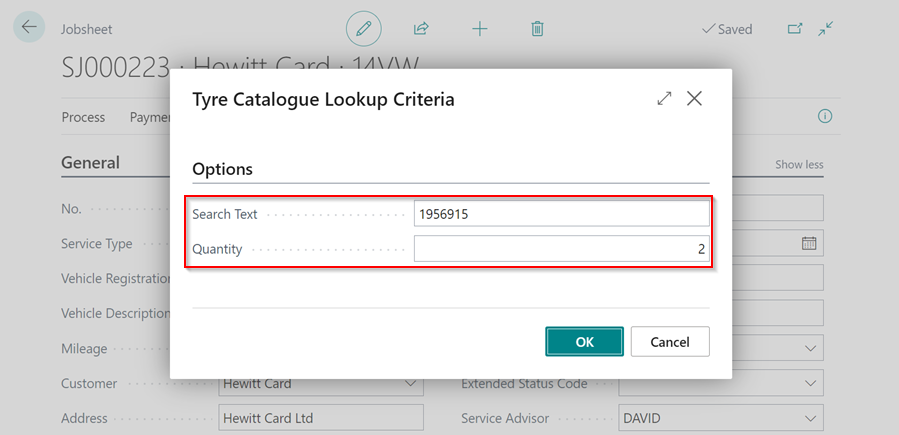 Jobsheet
Saved
SJ000223 · Hewitt Card · 14VW
Tyre Catalogue Lookup Criteria
Process
General
Show less
Options
No.
Search Text
1956915
Service Type
Quantity
2
Vehicle Registration
Vehicle Description
OK
Cancel
Mileage
Customer
Hewitt Card
Extended Status Code
Address
Hewitt Card Ltd
Service Advisor
DAVID